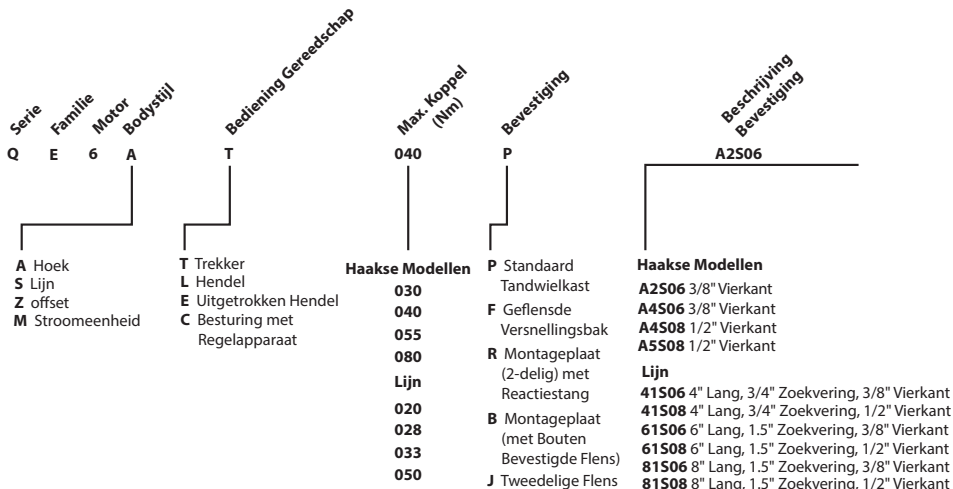 Serie
Familie
Motor
Bodystijl
Bediening Gereedschap
Max. Koppel
(Nm)
Bevestiging
Beschrijving
Bevestiging
Q E 6 A T 040 P A2S06
A Hoek
S Lijn
Z offset
M Stroomeenheid
T Trekker
L Hendel
E Uitgetrokken Hendel
C Besturing met
Regelapparaat
Haakse Modellen
030
040
055
080
Lijn
020
028
033
050
P Standaard
Tandwielkast
F Geflensde
Versnellingsbak
R Montageplaat
(2-delig) met
Reactiestang
B Montageplaat
(met Bouten
Bevestigde Flens)
J Tweedelige Flens
Haakse Modellen
A2S06 3/8" Vierkant
A4S06 3/8" Vierkant
A4S08 1/2" Vierkant
A5S08 1/2" Vierkant
Lijn
41S06 4" Lang, 3/4" Zoekvering, 3/8" Vierkant
41S08 4" Lang, 3/4" Zoekvering, 1/2" Vierkant
61S06 6" Lang, 1.5" Zoekvering, 3/8" Vierkant
61S08 6" Lang, 1.5" Zoekvering, 1/2" Vierkant
81S06 8" Lang, 1.5" Zoekvering, 3/8" Vierkant
81S08 8" Lang, 1.5" Zoekvering, 1/2" Vierkant